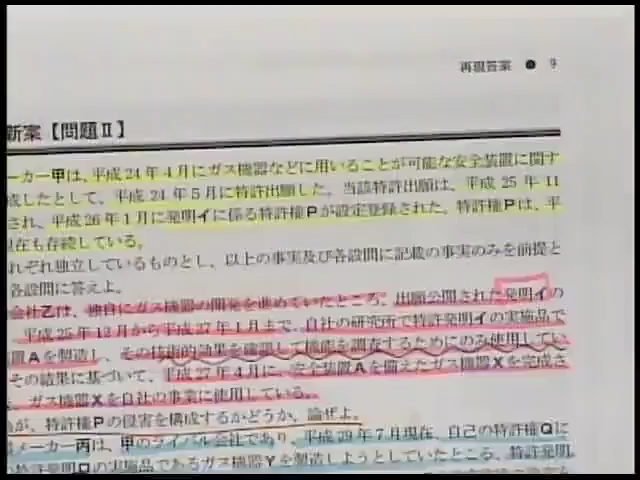 再現答案 ● 9
新案【問題Ⅱ】
ーカー甲は、平成24年4月にガス機器などに用いることが可能な安全装置に関す
成したとして、平成24年5月に特許出願した。当該特許出願は、平成25年11
され、平成26年1月に発明イに係る特許権Pが設定登録された。特許権Pは、平
現在も存続している。
れぞれ独立しているものとし、以上の事実及び各設問に記載の事実のみを前提と
各設問に答えよ。
会社乙は、独自にガス機器の開発を進めていたところ、出願公開された発明イの
平成25年12月から平成27年1月まで、自社の研究所で特許発明イの実施品で
置Aを製造し、その技術的効果を確認して機能を調査するためにのみ使用してい
その結果に基づいて、平成27年4月に、安全装置Aを備えたガス機器Xを完成さ
、ガス機器Xを自社の事業に使用している。
が、特許権Pの侵害を構成するかどうか、論ぜよ。
メーカー丙は、甲のライバル会社であり、平成29年7月現在、自己の特許権Qに
特許発明ロの実施品であるガス機器Yを製造しようとしていたところ、特許発明